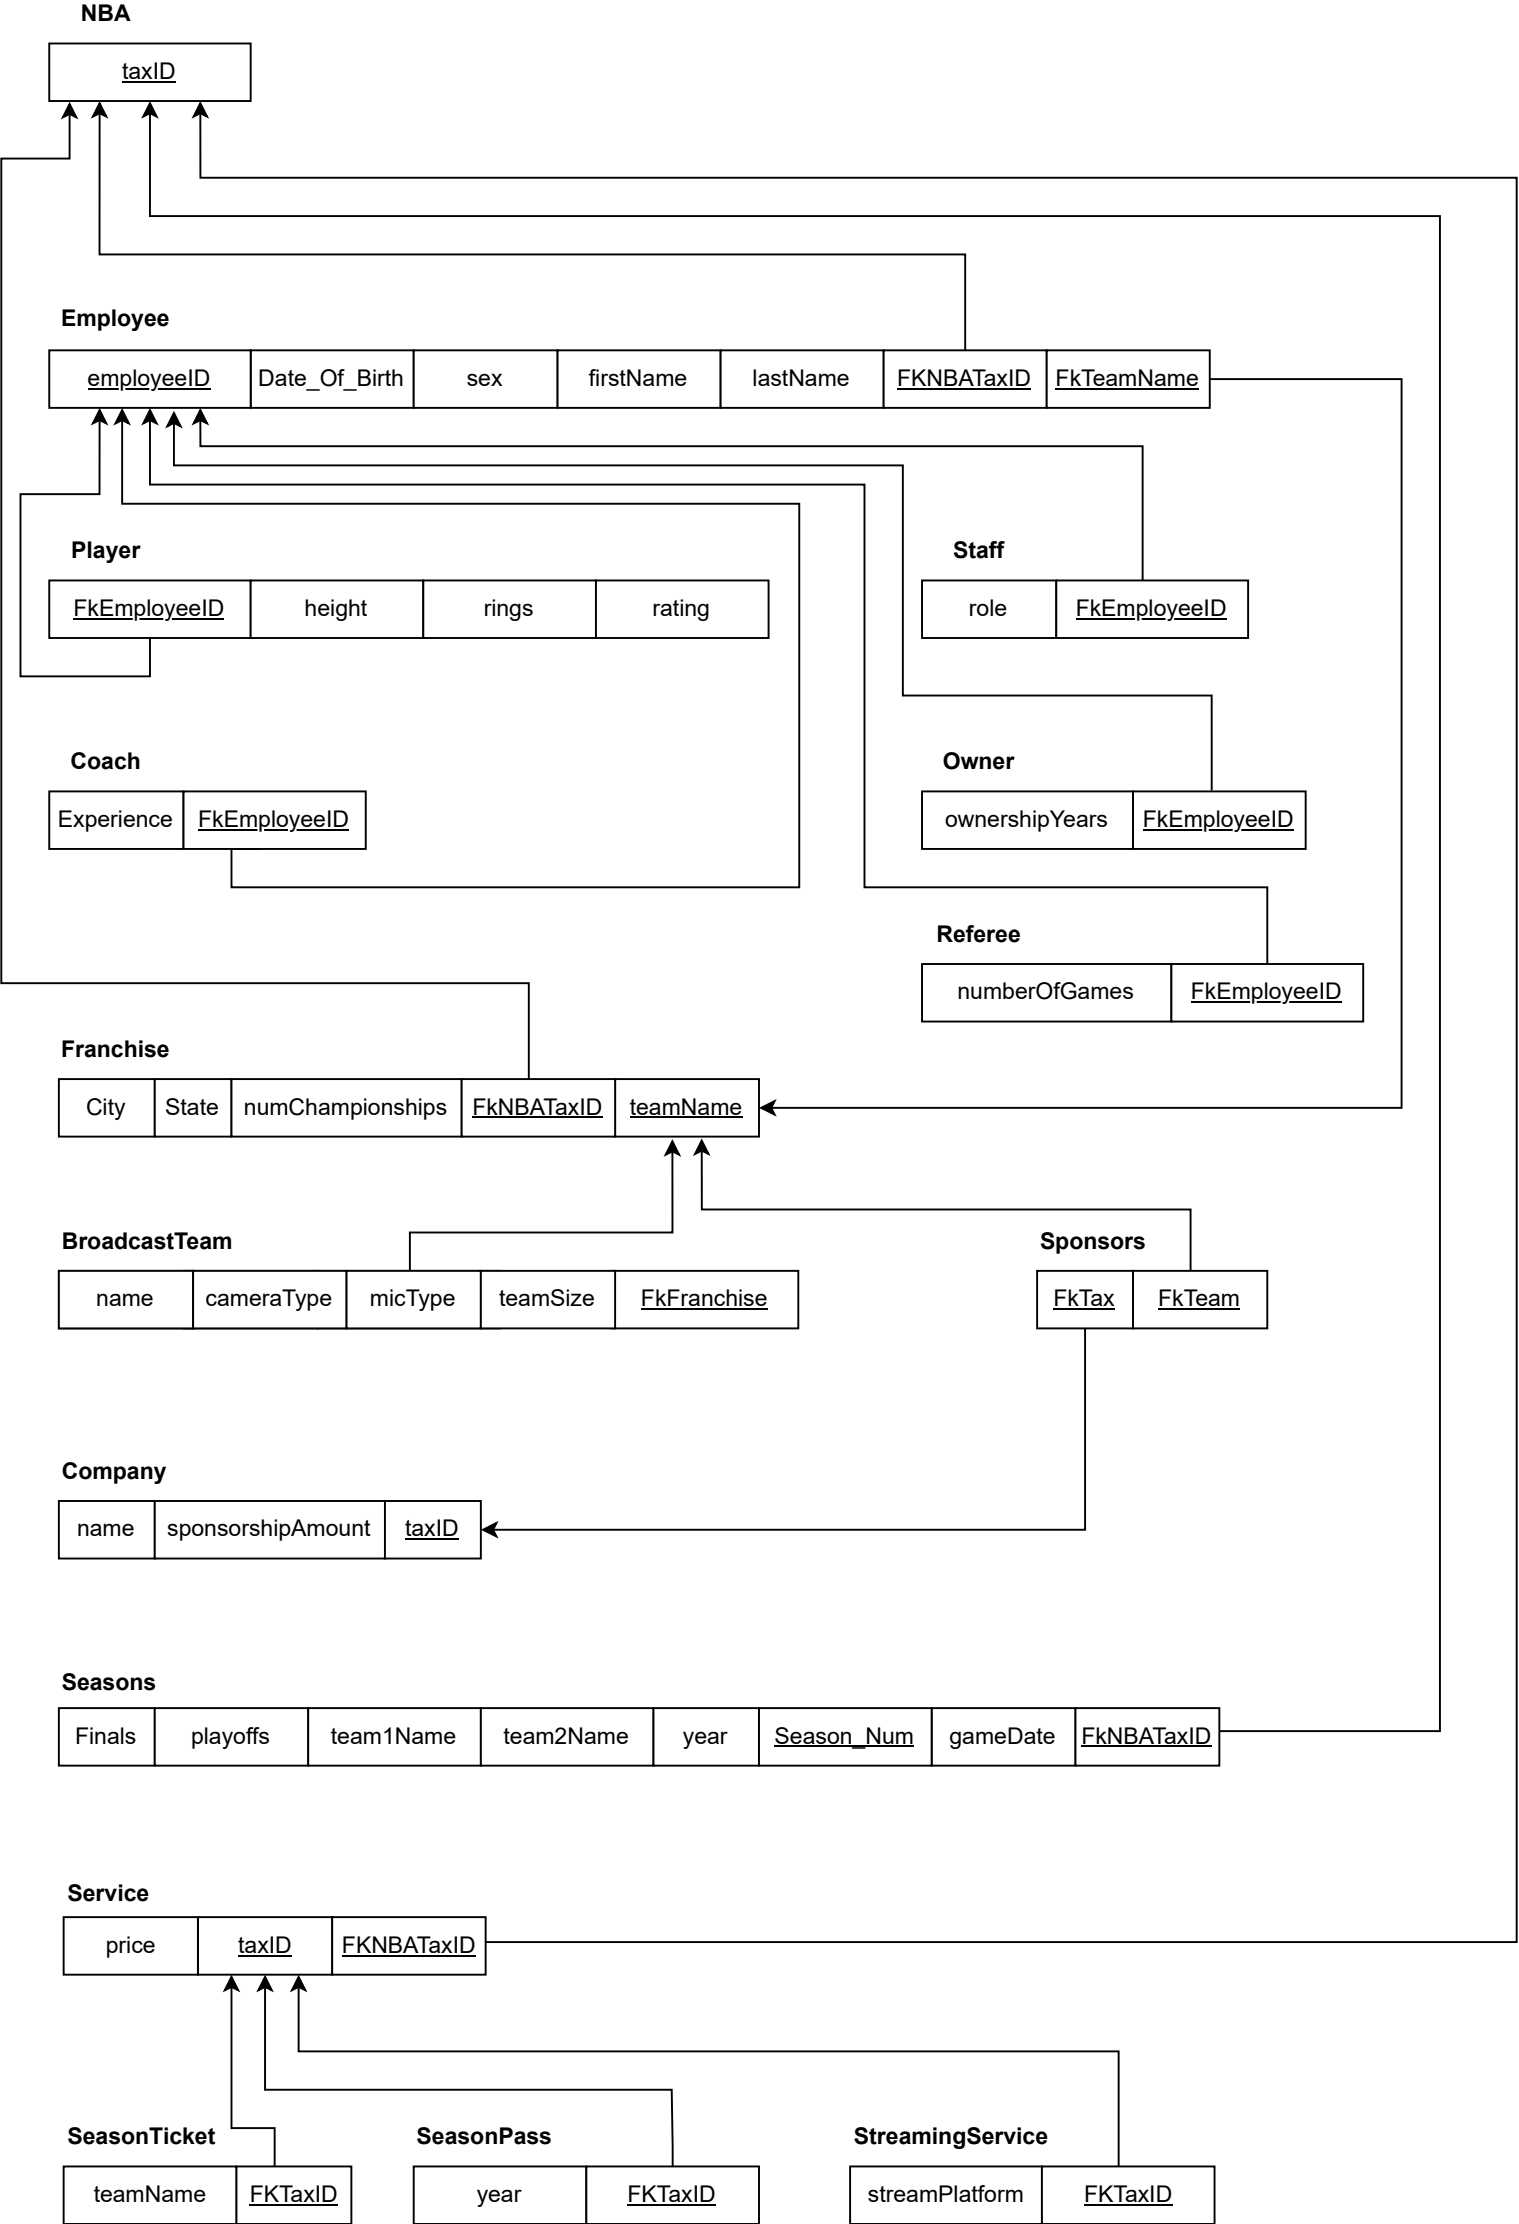 NBA
taxID
Employee
employeeID Date_Of_Birth sex firstName lastName FKNBATaxID FkTeamName
Player
FkEmployeeID height rings rating
Staff
role FkEmployeeID
Coach
Experience FkEmployeeID
Owner
ownershipYears FkEmployeeID
Referee
numberOfGames FkEmployeeID
Franchise
City State numChampionships FkNBATaxID teamName
BroadcastTeam
name cameraType micType teamSize FkFranchise
Sponsors
FkTax FkTeam
Company
name sponsorshipAmount taxID
Seasons
Finals playoffs team1Name team2Name year Season_Num gameDate FkNBATaxID
Service
price taxID FKNBATaxID
SeasonTicket
teamName FKTaxID
SeasonPass
year FKTaxID
StreamingService
streamPlatform FKTaxID